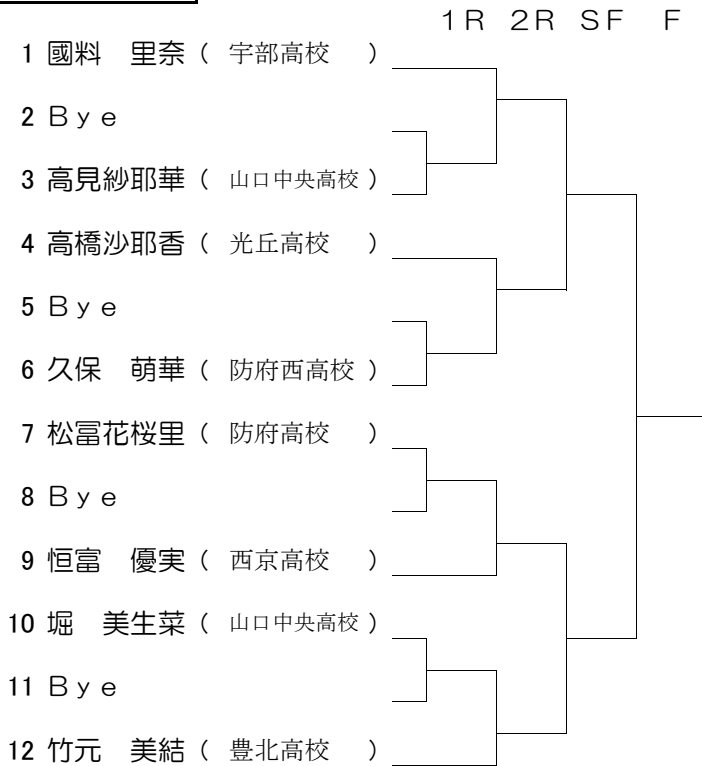 １Ｒ　２Ｒ　ＳＦ　Ｆ
1 國料　里奈（　宇部高校　）
2 Ｂｙｅ
3 高見紗耶華（　山口中央高校）
4 高橋沙耶香（　光丘高校　）
5 Ｂｙｅ
6 久保　萌華（　防府西高校　）
7 松冨花桜里（　防府高校　）
8 Ｂｙｅ
9 恒富　優実（　西京高校　）
10 堀　美生菜（　山口中央高校）
11 Ｂｙｅ
12 竹元　美結（　豊北高校　）